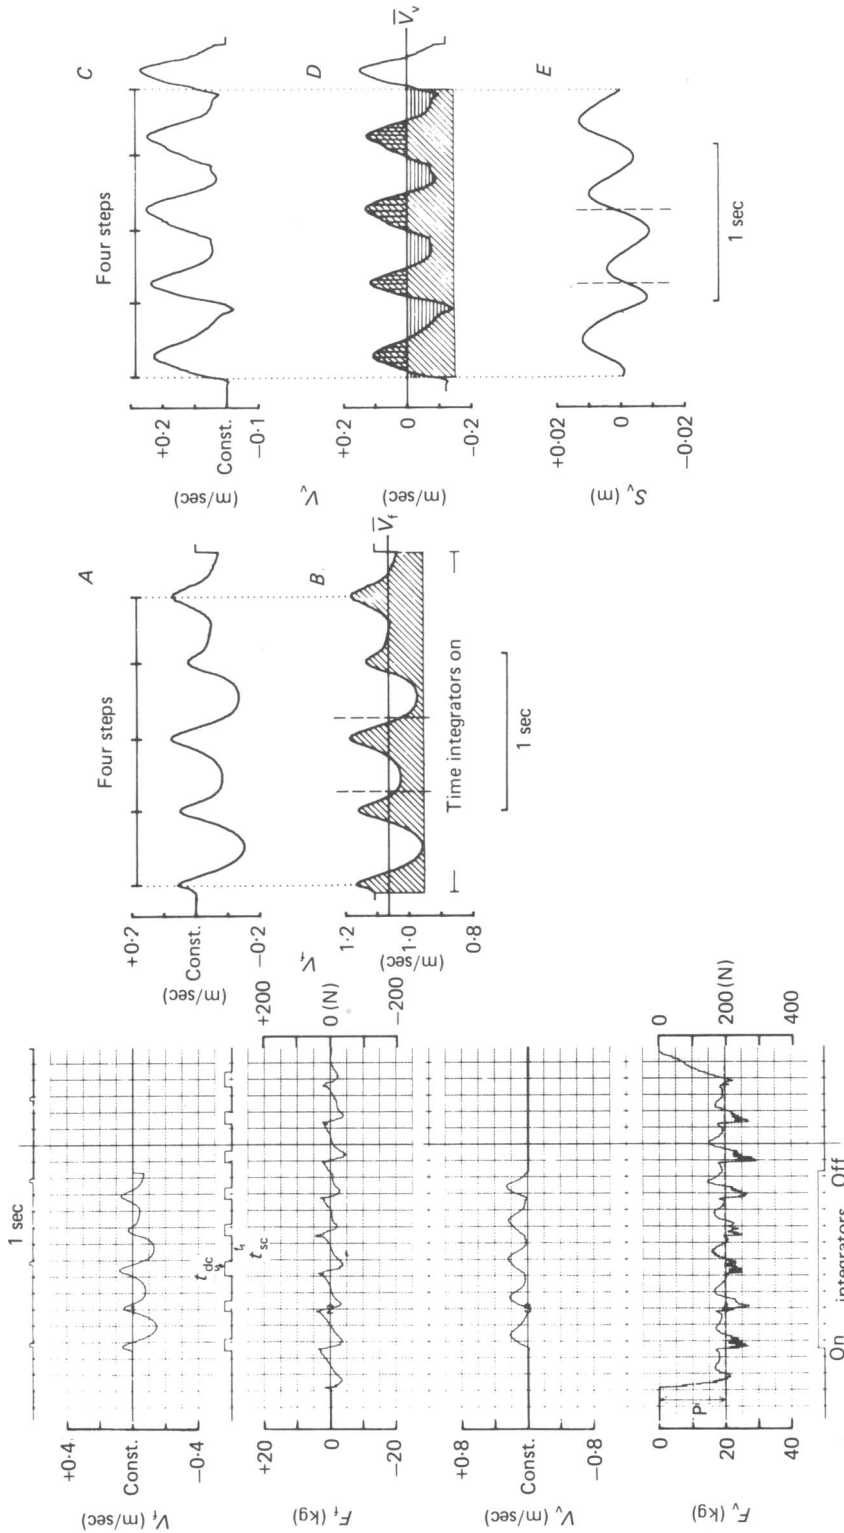 1 sec
+0·4
Const.
−0·4
V_f (m/sec)
t_dc
t_1
t_sc
+20
0
−20
F_f (kg)
+200
0 (N)
−200
+0·8
Const.
−0·8
V_v (m/sec)
0
20
40
F_v (kg)
P
0
200 (N)
400
On integrators Off
Four steps
A
+0·2
Const.
−0·2
(m/sec)
V_f
B
V̅_f
1·2
1·0
0·8
(m/sec)
Time integrators on
1 sec
Four steps
C
+0·2
Const.
−0·1
(m/sec)
V_v
D
V̅_v
+0·2
0
−0·2
(m/sec)
E
+0·02
0
−0·02
S_v (m)
1 sec